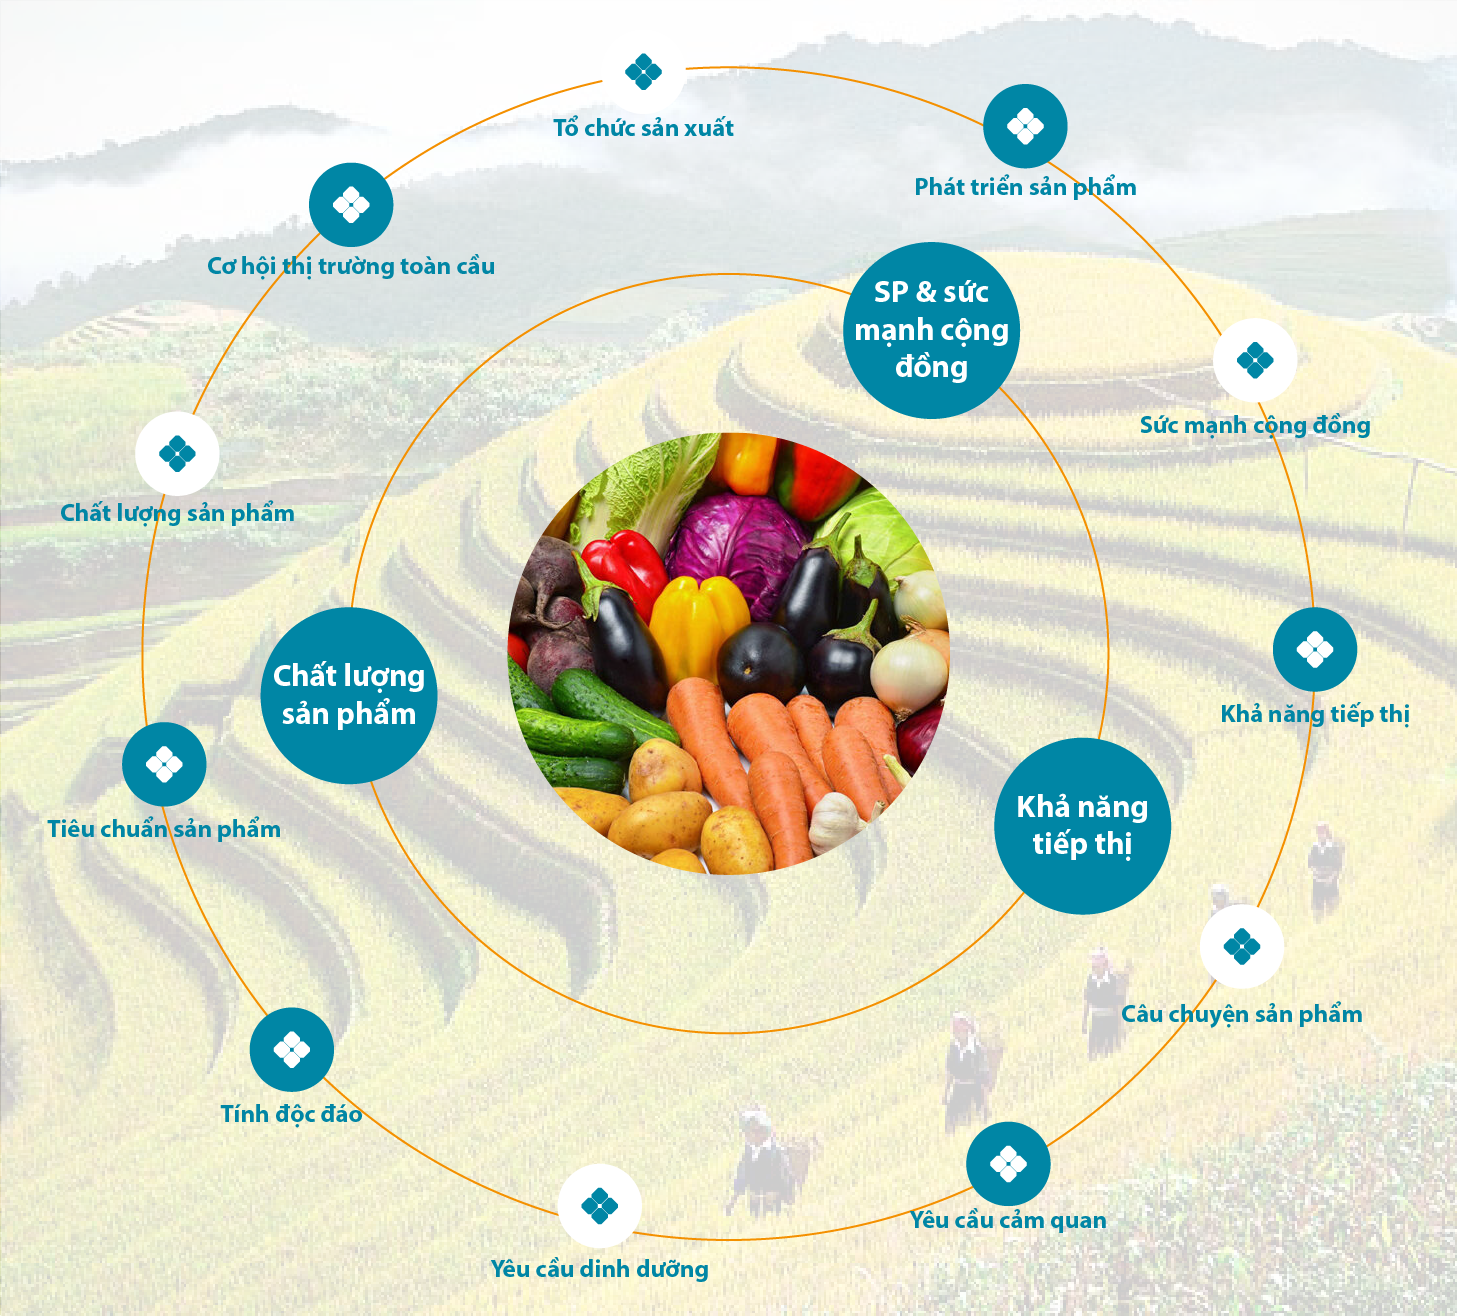 Tổ chức sản xuất
Phát triển sản phẩm
Cơ hội thị trường toàn cầu
SP & sức
mạnh cộng
đồng
Sức mạnh cộng đồng
Chất lượng sản phẩm
Chất lượng
sản phẩm
Khả năng tiếp thị
Khả năng
tiếp thị
Tiêu chuẩn sản phẩm
Câu chuyện sản phẩm
Tính độc đáo
Yêu cầu cảm quan
Yêu cầu dinh dưỡng